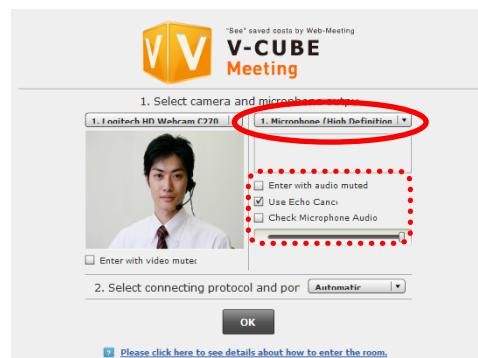 "See" saved costs by Web-Meeting
V-CUBE
Meeting
1. Select camera and microphone outpu
1. Logitech HD Webcam C270
1. Microphone (High Definition
Enter with audio muted
Use Echo Cance
Check Microphone Audio
Enter with video muted
2. Select connecting protocol and por
Automatic
OK
? Please click here to see details about how to enter the room.